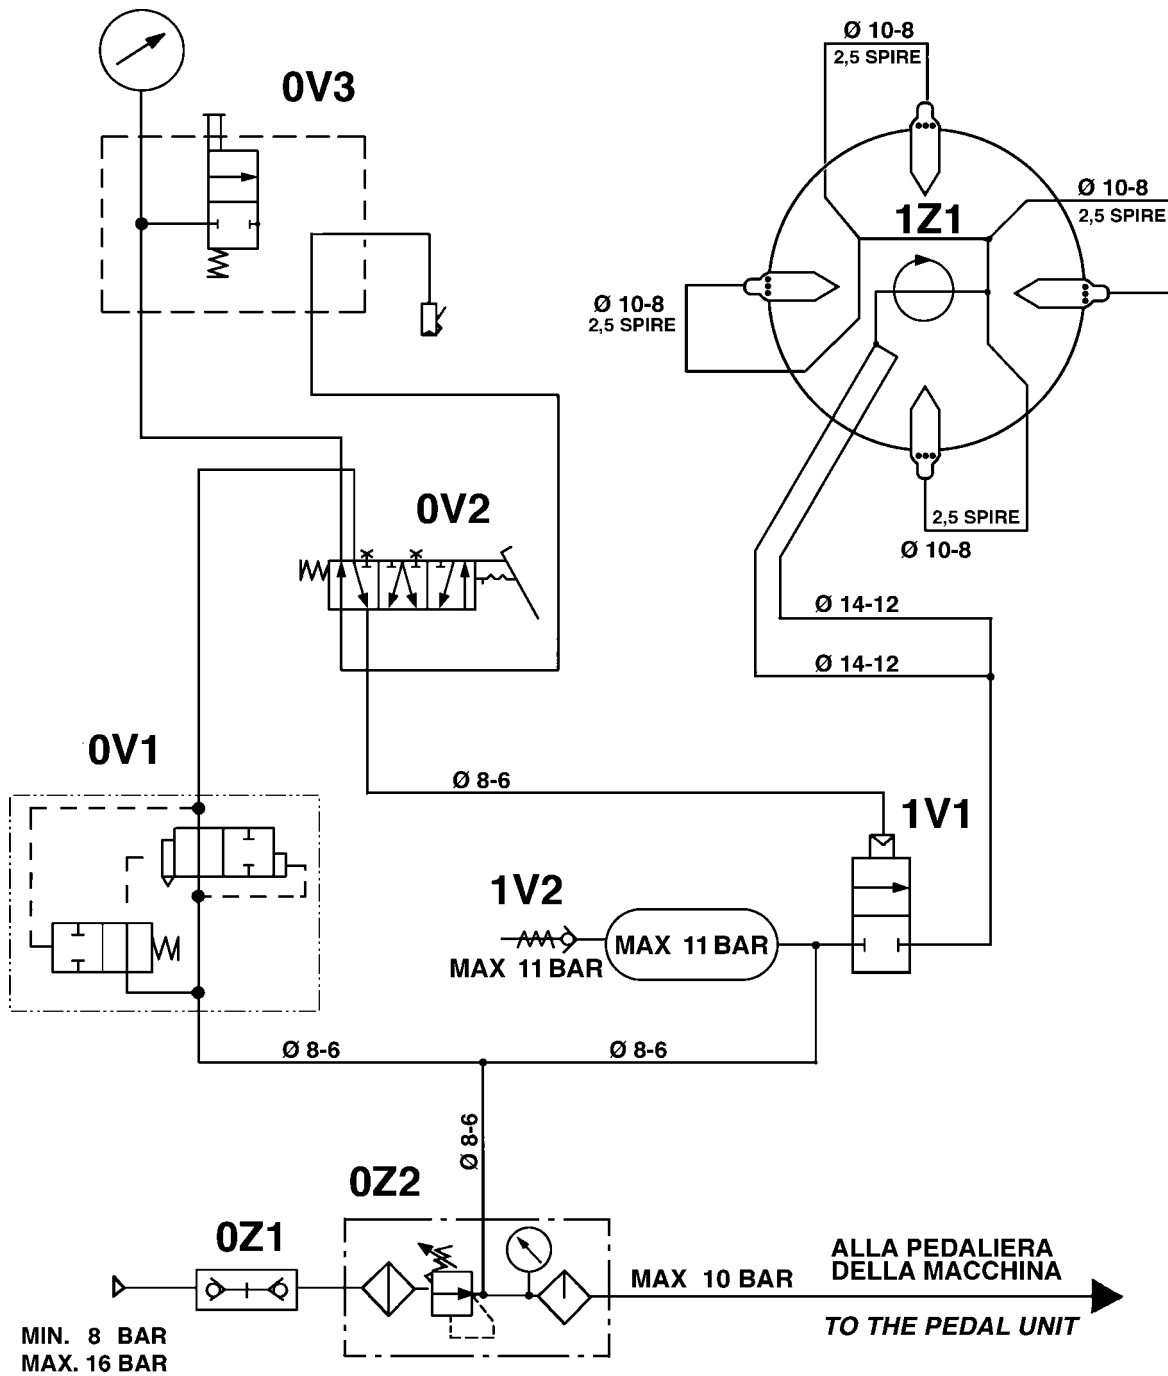 0V3
Ø 10-8
2,5 SPIRE
1Z1
Ø 10-8
2,5 SPIRE
Ø 10-8
2,5 SPIRE
2,5 SPIRE
Ø 10-8
0V2
Ø 14-12
Ø 14-12
0V1
Ø 8-6
1V1
1V2
MAX 11 BAR
MAX 11 BAR
Ø 8-6
Ø 8-6
Ø 8-6
0Z2
0Z1
MAX 10 BAR
ALLA PEDALIERA
DELLA MACCHINA
TO THE PEDAL UNIT
MIN. 8 BAR
MAX. 16 BAR